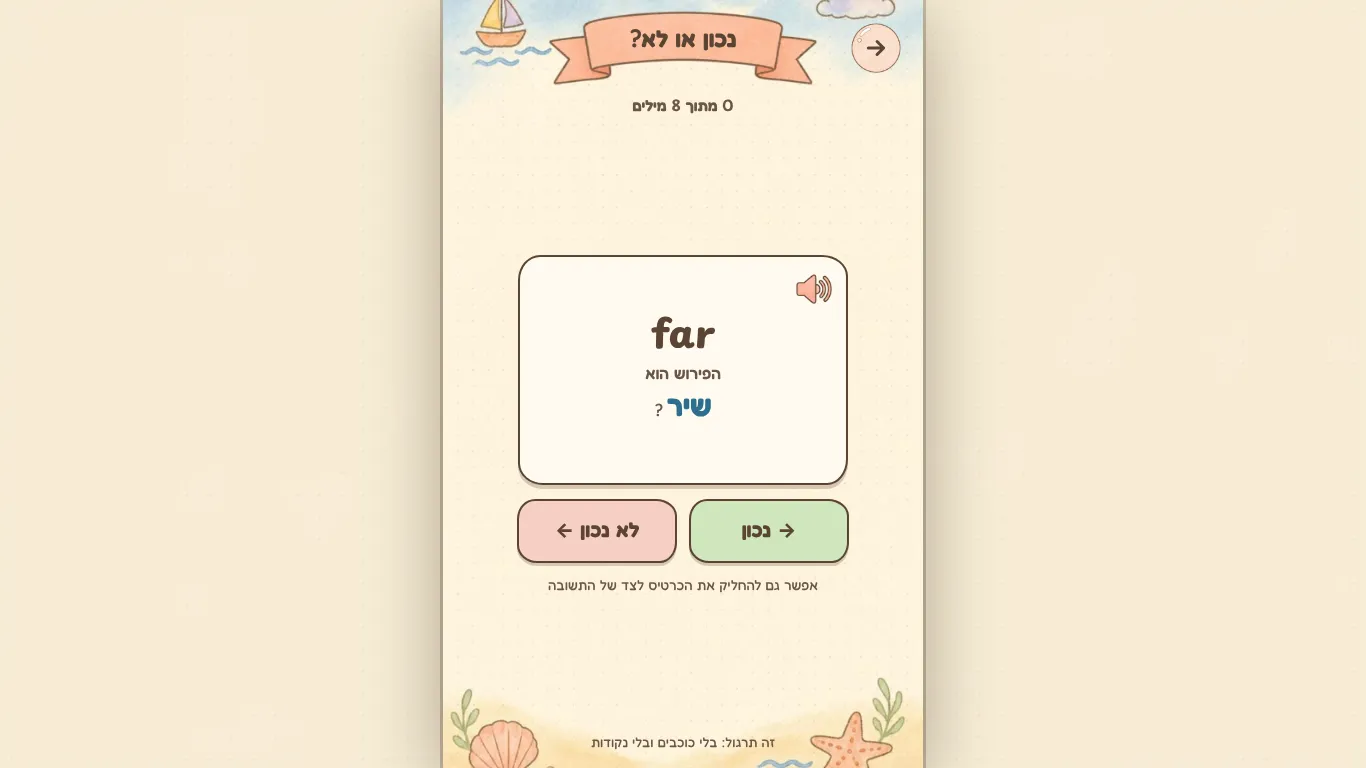 נכון או לא?
0 מתוך 8 מילים
far
הפירוש הוא
שיר ?
→ נכון
לא נכון ←
אפשר גם להחליק את הכרטיס לצד של התשובה
זה תרגול: בלי כוכבים ובלי נקודות